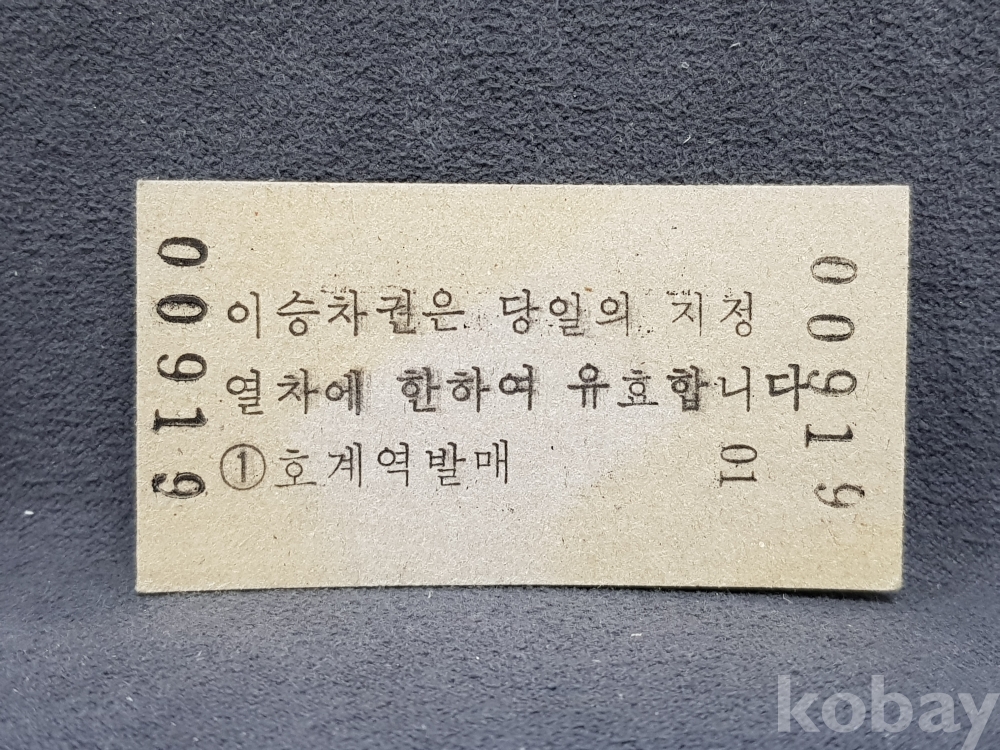 00919
이승차권은 당일의 지정
열차에 한하여 유효합니다
①호계역발매 01
00919
kobay